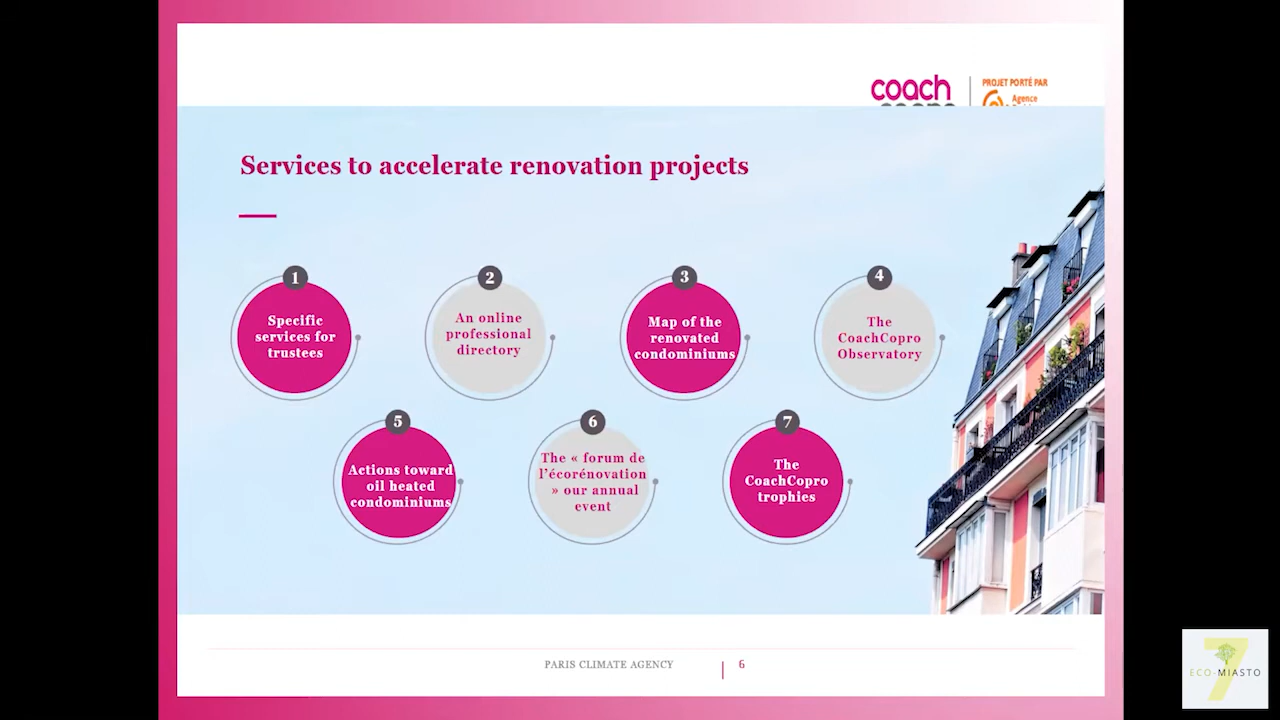 coach
PROJET PORTÉ PAR
Agence
Services to accelerate renovation projects
1
Specific
services for
trustees
2
An online
professional
directory
3
Map of the
renovated
condominiums
4
The
CoachCopro
Observatory
5
Actions toward
oil heated
condominiums
6
The « forum de
l'écorénovation
» our annual
event
7
The
CoachCopro
trophies
PARIS CLIMATE AGENCY
6
7
ECO-MIASTO